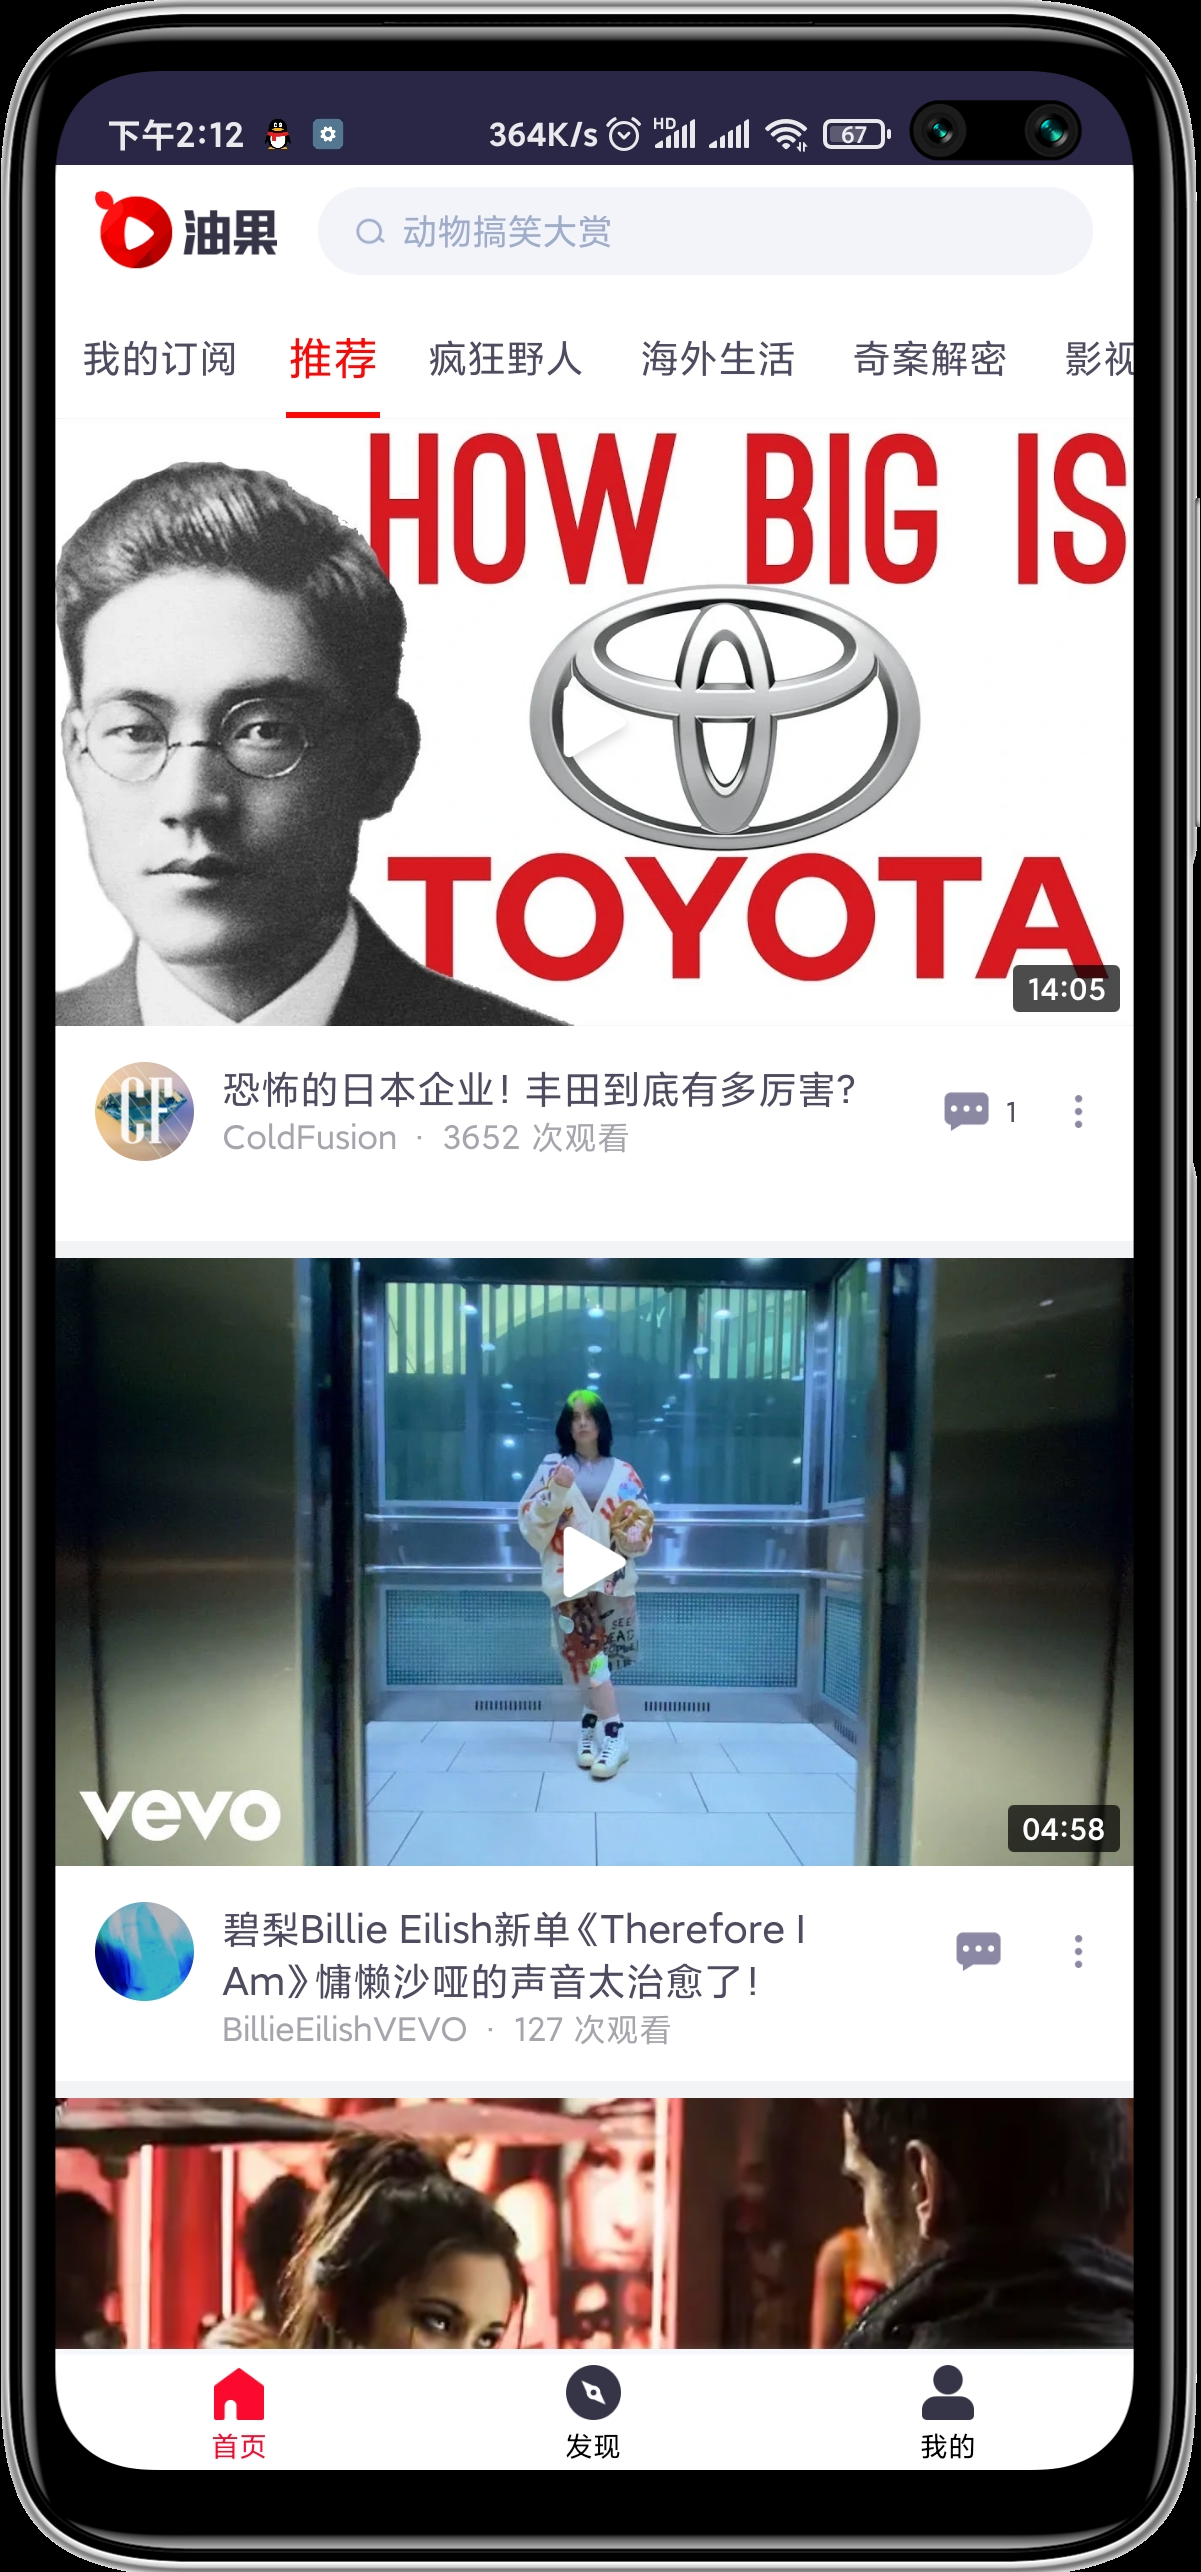 下午2:12
364K/s
HD
67
油果
动物搞笑大赏
我的订阅 推荐 疯狂野人 海外生活 奇案解密 影视
HOW BIG IS
TOYOTA
14:05
CF
恐怖的日本企业！丰田到底有多厉害？
1
ColdFusion · 3652 次观看
SEE
DEAD
PEOPLE
vevo
04:58
碧梨Billie Eilish新单《Therefore I
Am》慵懒沙哑的声音太治愈了！
BillieEilishVEVO · 127 次观看
首页 发现 我的